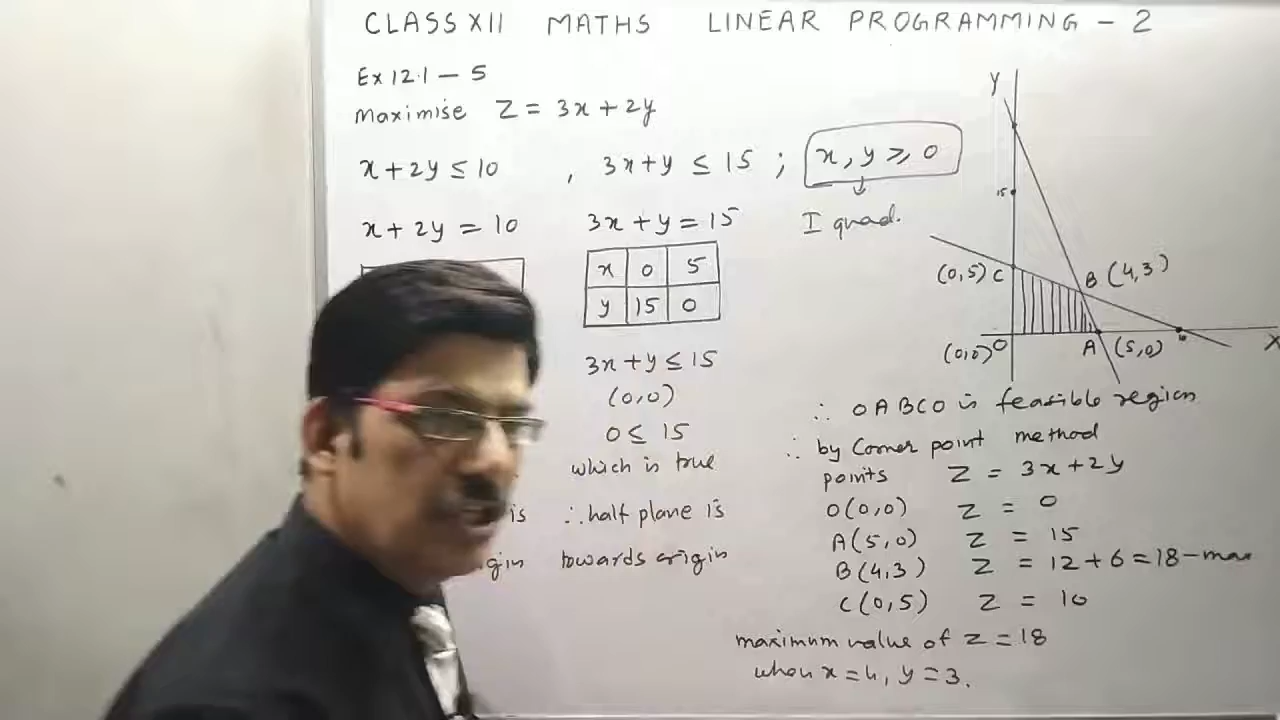 CLASS XII MATHS LINEAR PROGRAMMING - 2
Ex 12.1 - 5
Maximise Z = 3x + 2y
x + 2y ≤ 10 , 3x + y ≤ 15 ; x, y ≥ 0
I quad.
x + 2y = 10
3x + y = 15
x 0 5
y 15 0
3x + y ≤ 15
(0,0)
0 ≤ 15
which is true
is ∴ half plane is
gin towards origin
Y
15
(0,5) C
B (4,3)
(0,0) O
A (5,0)
X
∴ OABCO is feasible region
∴ by Corner point method
points Z = 3x + 2y
O(0,0) Z = 0
A(5,0) Z = 15
B(4,3) Z = 12 + 6 = 18 - max
C(0,5) Z = 10
maximum value of Z = 18
when x = 4, y = 3.